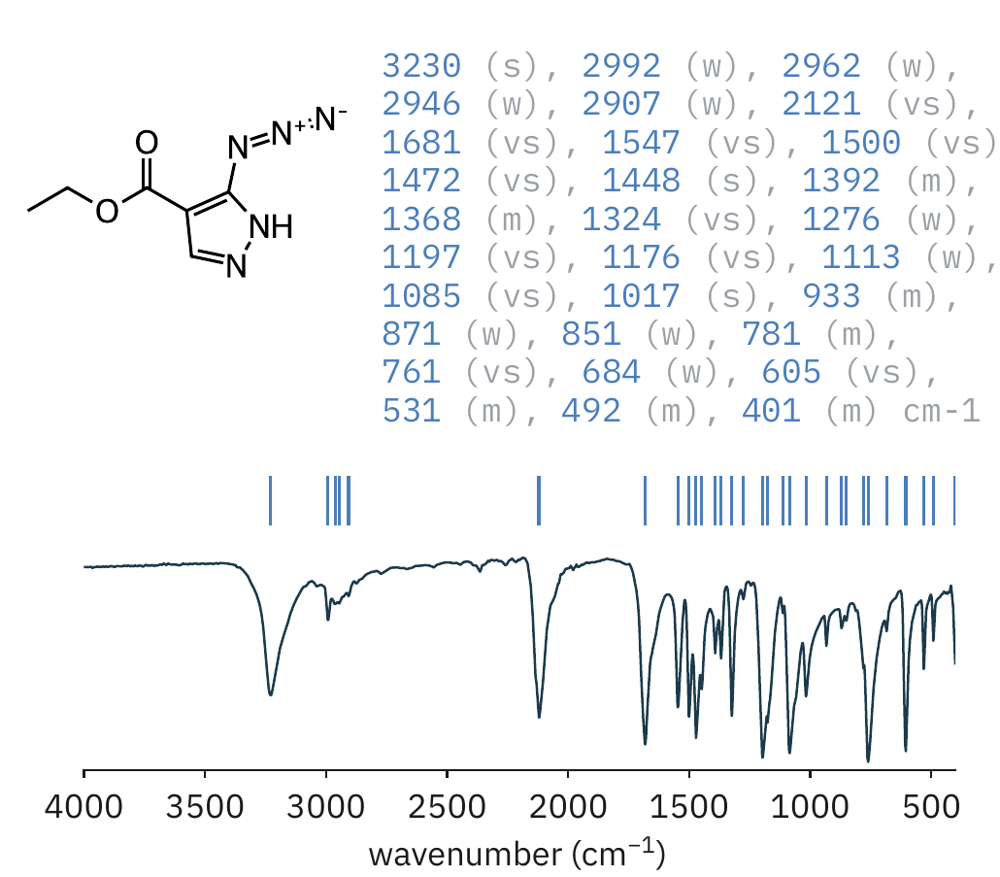 3230 (s), 2992 (w), 2962 (w),
2946 (w), 2907 (w), 2121 (vs),
1681 (vs), 1547 (vs), 1500 (vs)
1472 (vs), 1448 (s), 1392 (m),
1368 (m), 1324 (vs), 1276 (w),
1197 (vs), 1176 (vs), 1113 (w),
1085 (vs), 1017 (s), 933 (m),
871 (w), 851 (w), 781 (m),
761 (vs), 684 (w), 605 (vs),
531 (m), 492 (m), 401 (m) cm-1
O
O
N
N+
N-
NH
N
4000 3500 3000 2500 2000 1500 1000 500
wavenumber (cm⁻¹)